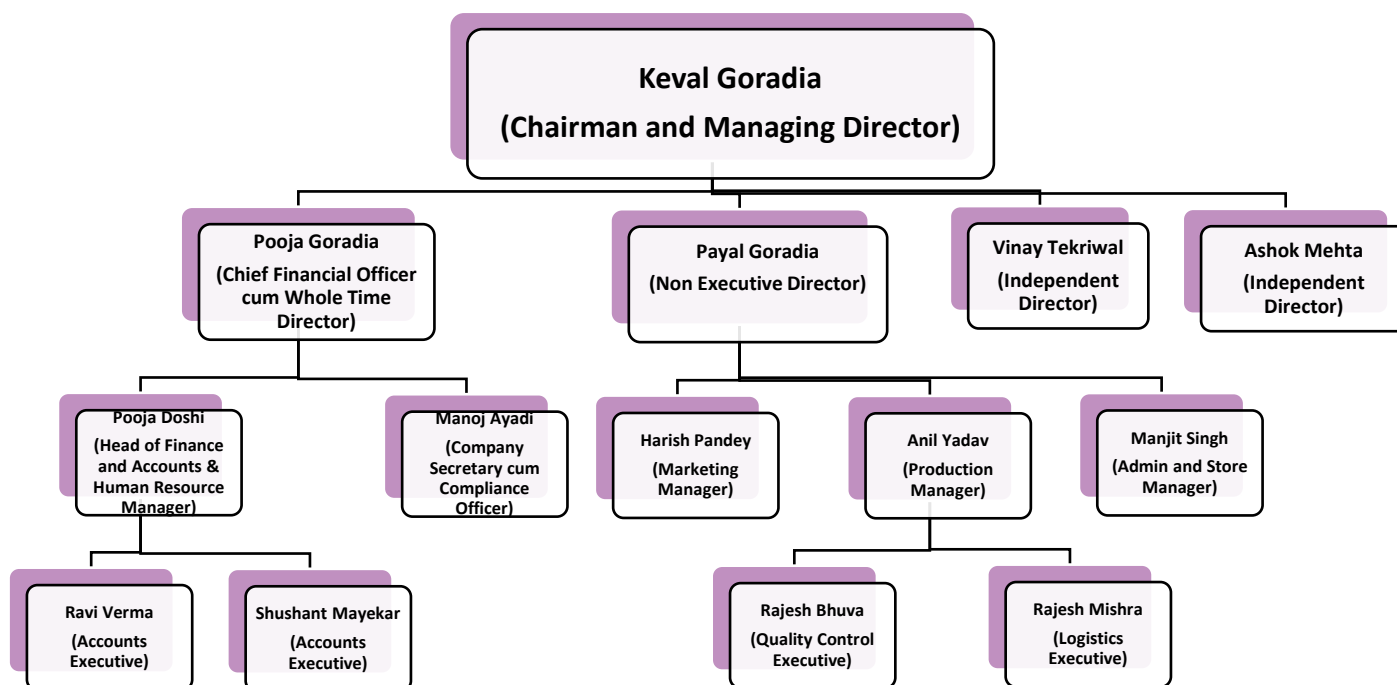 Keval Goradia
(Chairman and Managing Director)
Pooja Goradia
(Chief Financial Officer
cum Whole Time
Director)
Payal Goradia
(Non Executive Director)
Vinay Tekriwal
(Independent
Director)
Ashok Mehta
(Independent
Director)
Pooja Doshi
(Head of Finance
and Accounts &
Human Resource
Manager)
Manoj Ayadi
(Company
Secretary cum
Compliance
Officer)
Harish Pandey
(Marketing
Manager)
Anil Yadav
(Production
Manager)
Manjit Singh
(Admin and Store
Manager)
Ravi Verma
(Accounts
Executive)
Shushant Mayekar
(Accounts
Executive)
Rajesh Bhuva
(Quality Control
Executive)
Rajesh Mishra
(Logistics
Executive)